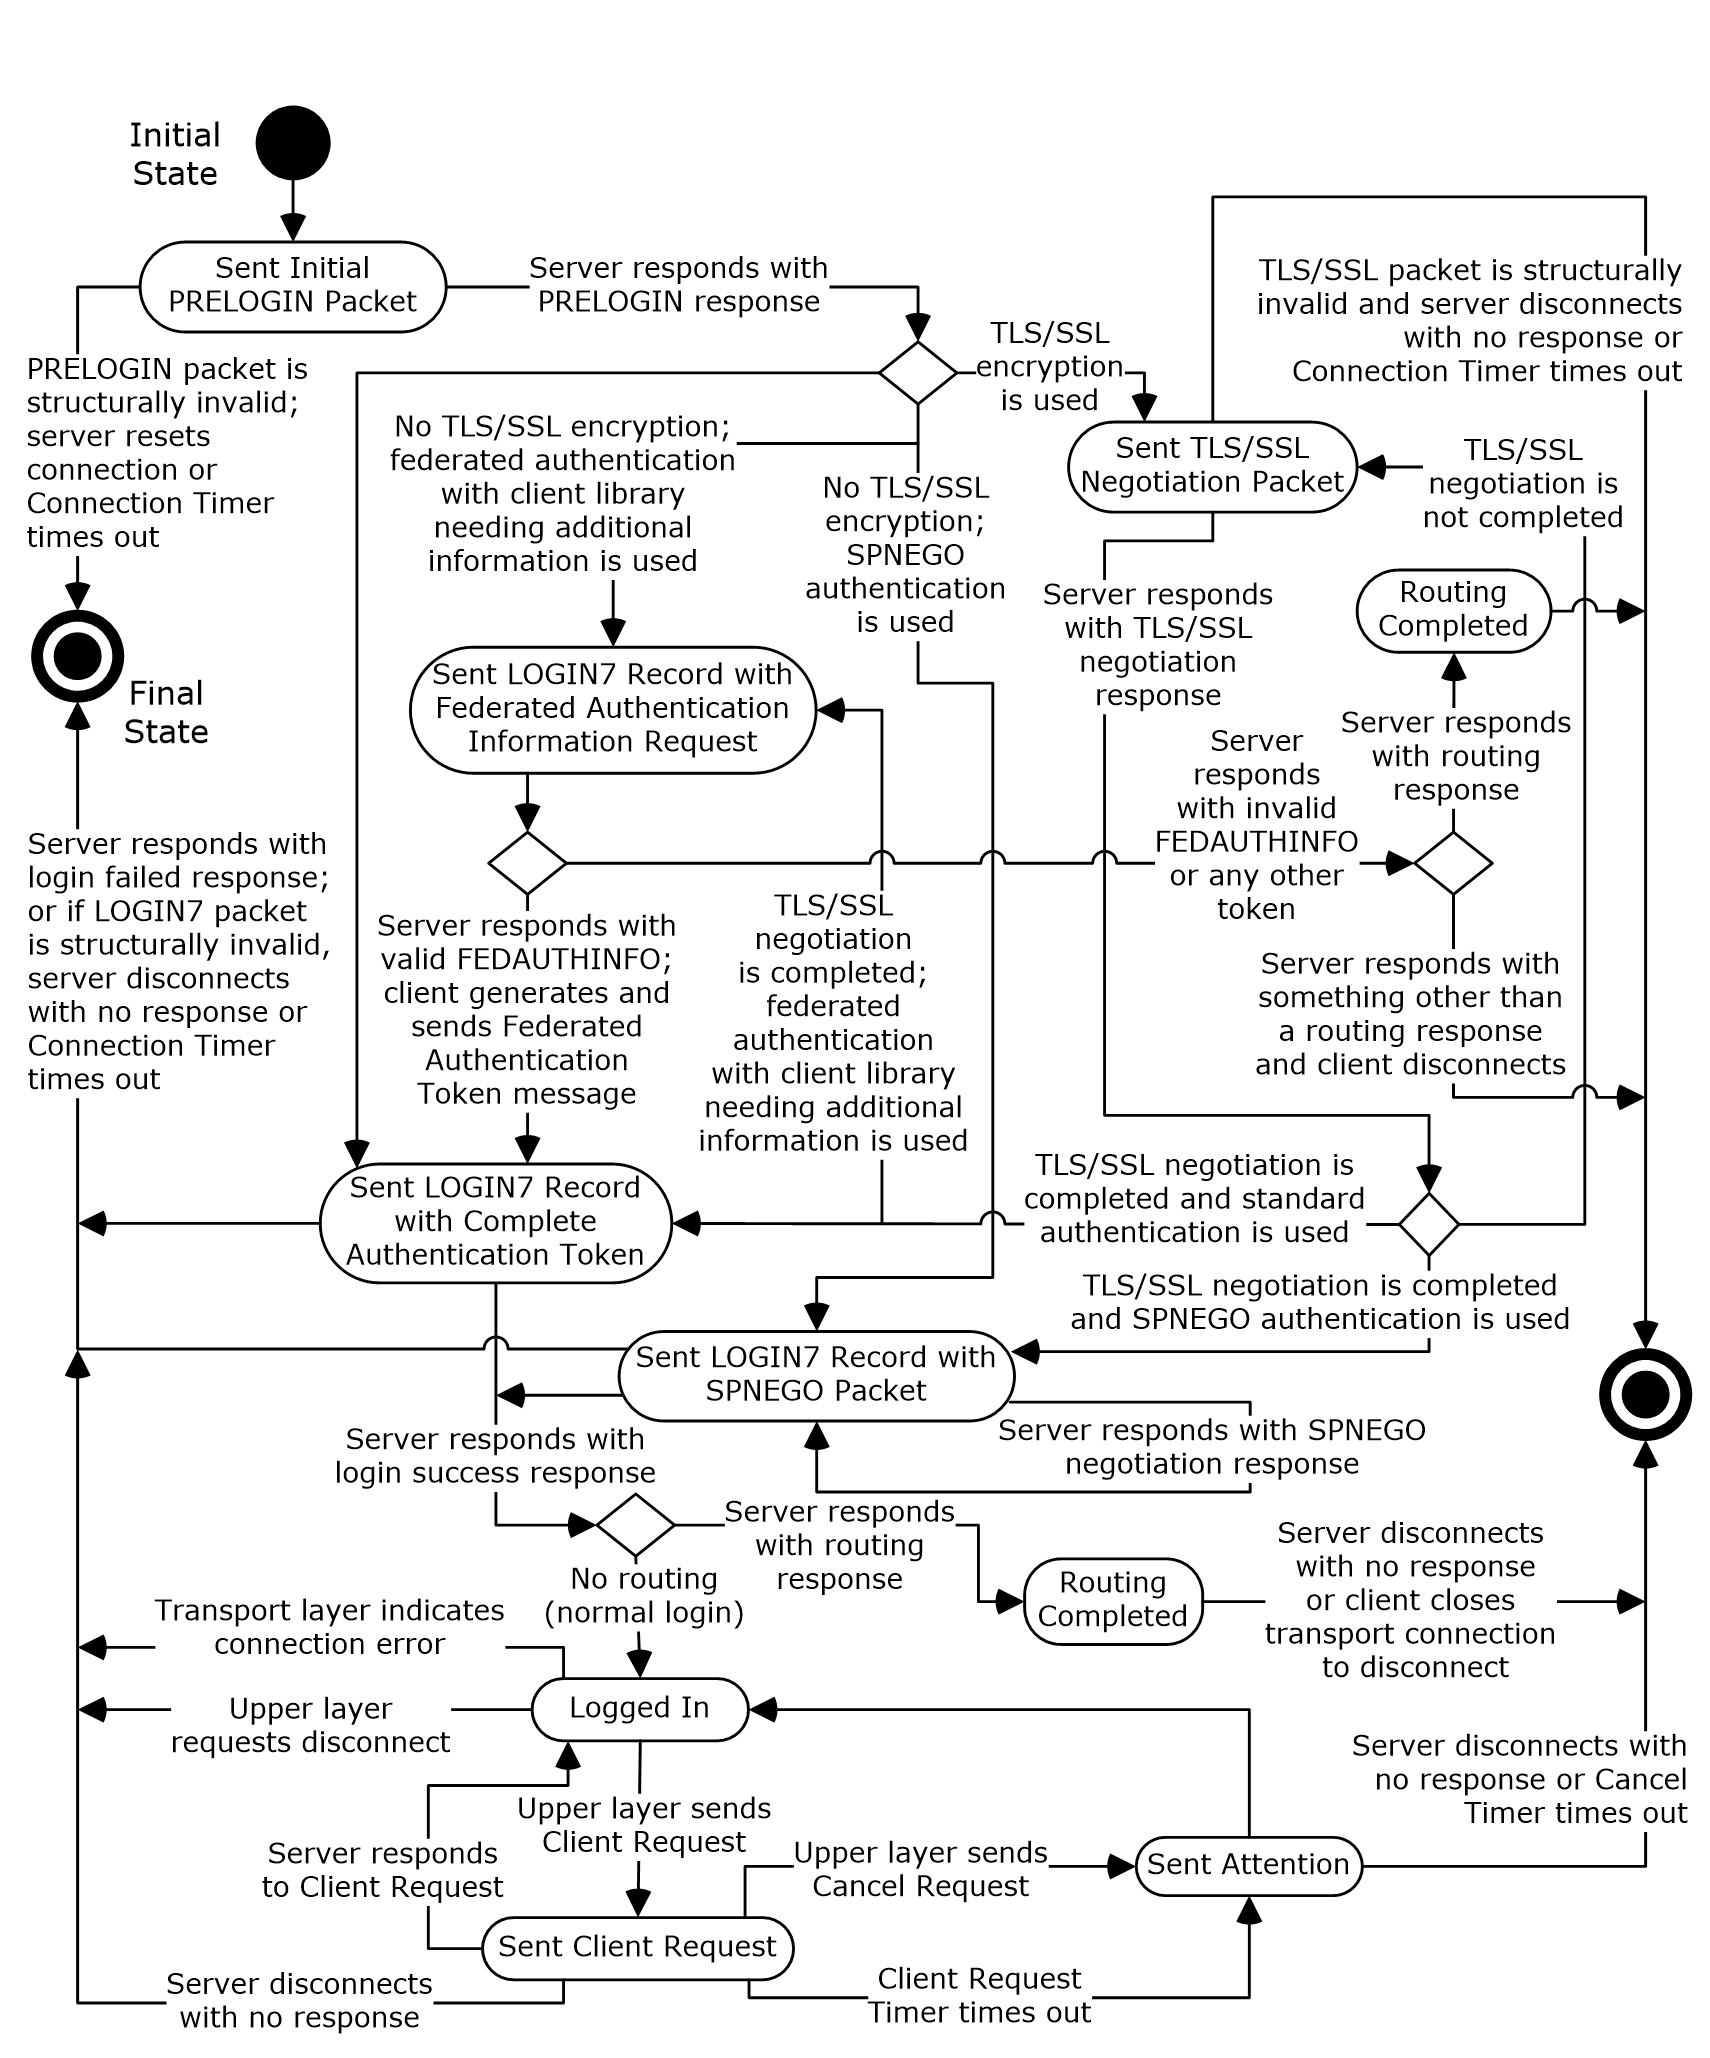 Initial
State
Sent Initial
PRELOGIN Packet
Server responds with
PRELOGIN response
TLS/SSL packet is structurally
invalid and server disconnects
with no response or
Connection Timer times out
TLS/SSL
encryption
is used
PRELOGIN packet is
structurally invalid;
server resets
connection or
Connection Timer
times out
No TLS/SSL encryption;
federated authentication
with client library
needing additional
information is used
No TLS/SSL
encryption;
SPNEGO
authentication
is used
Sent TLS/SSL
Negotiation Packet
TLS/SSL
negotiation is
not completed
Server responds
with TLS/SSL
negotiation
response
Routing
Completed
Final
State
Sent LOGIN7 Record with
Federated Authentication
Information Request
Server
responds
with invalid
FEDAUTHINFO
or any other
token
Server responds
with routing
response
Server responds with
login failed response;
or if LOGIN7 packet
is structurally invalid,
server disconnects
with no response or
Connection Timer
times out
Server responds with
valid FEDAUTHINFO;
client generates and
sends Federated
Authentication
Token message
TLS/SSL
negotiation
is completed;
federated
authentication
with client library
needing additional
information is used
Server responds with
something other than
a routing response
and client disconnects
Sent LOGIN7 Record
with Complete
Authentication Token
TLS/SSL negotiation is
completed and standard
authentication is used
TLS/SSL negotiation is completed
and SPNEGO authentication is used
Sent LOGIN7 Record with
SPNEGO Packet
Server responds with SPNEGO
negotiation response
Server responds with
login success response
Server responds
with routing
response
Routing
Completed
Server disconnects
with no response
or client closes
transport connection
to disconnect
No routing
(normal login)
Transport layer indicates
connection error
Logged In
Upper layer
requests disconnect
Server disconnects with
no response or Cancel
Timer times out
Upper layer sends
Client Request
Server responds
to Client Request
Upper layer sends
Cancel Request
Sent Attention
Sent Client Request
Server disconnects
with no response
Client Request
Timer times out